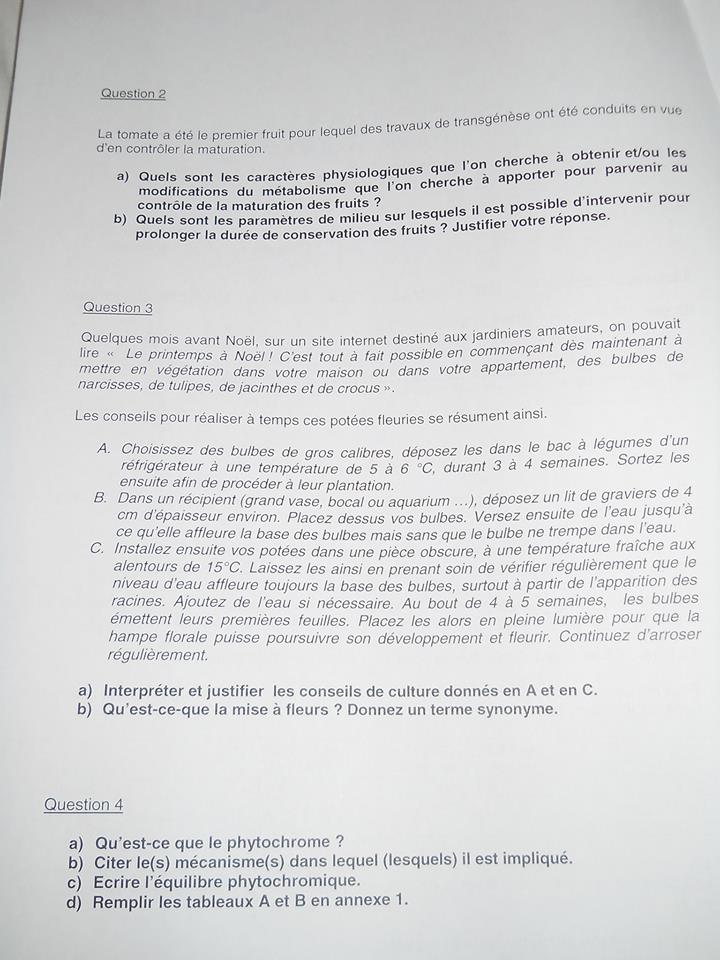 Question 2
La tomate a été le premier fruit pour lequel des travaux de transgénèse ont été conduits en vue
d'en contrôler la maturation.
a) Quels sont les caractères physiologiques que l'on cherche à obtenir et/ou les
modifications du métabolisme que l'on cherche à apporter pour parvenir au
contrôle de la maturation des fruits ?
b) Quels sont les paramètres de milieu sur lesquels il est possible d'intervenir pour
prolonger la durée de conservation des fruits ? Justifier votre réponse.
Question 3
Quelques mois avant Noël, sur un site internet destiné aux jardiniers amateurs, on pouvait
lire « Le printemps à Noël ! C'est tout à fait possible en commençant dès maintenant à
mettre en végétation dans votre maison ou dans votre appartement, des bulbes de
narcisses, de tulipes, de jacinthes et de crocus ».
Les conseils pour réaliser à temps ces potées fleuries se résument ainsi.
A. Choisissez des bulbes de gros calibres, déposez les dans le bac à légumes d'un
réfrigérateur à une température de 5 à 6 °C, durant 3 à 4 semaines. Sortez les
ensuite afin de procéder à leur plantation.
B. Dans un récipient (grand vase, bocal ou aquarium ...), déposez un lit de graviers de 4
cm d'épaisseur environ. Placez dessus vos bulbes. Versez ensuite de l'eau jusqu'à
ce qu'elle affleure la base des bulbes mais sans que le bulbe ne trempe dans l'eau.
C. Installez ensuite vos potées dans une pièce obscure, à une température fraîche aux
alentours de 15°C. Laissez les ainsi en prenant soin de vérifier régulièrement que le
niveau d'eau affleure toujours la base des bulbes, surtout à partir de l'apparition des
racines. Ajoutez de l'eau si nécessaire. Au bout de 4 à 5 semaines, les bulbes
émettent leurs premières feuilles. Placez les alors en pleine lumière pour que la
hampe florale puisse poursuivre son développement et fleurir. Continuez d'arroser
régulièrement.
a) Interpréter et justifier les conseils de culture donnés en A et en C.
b) Qu'est-ce-que la mise à fleurs ? Donnez un terme synonyme.
Question 4
a) Qu'est-ce que le phytochrome ?
b) Citer le(s) mécanisme(s) dans lequel (lesquels) il est impliqué.
c) Ecrire l'équilibre phytochromique.
d) Remplir les tableaux A et B en annexe 1.